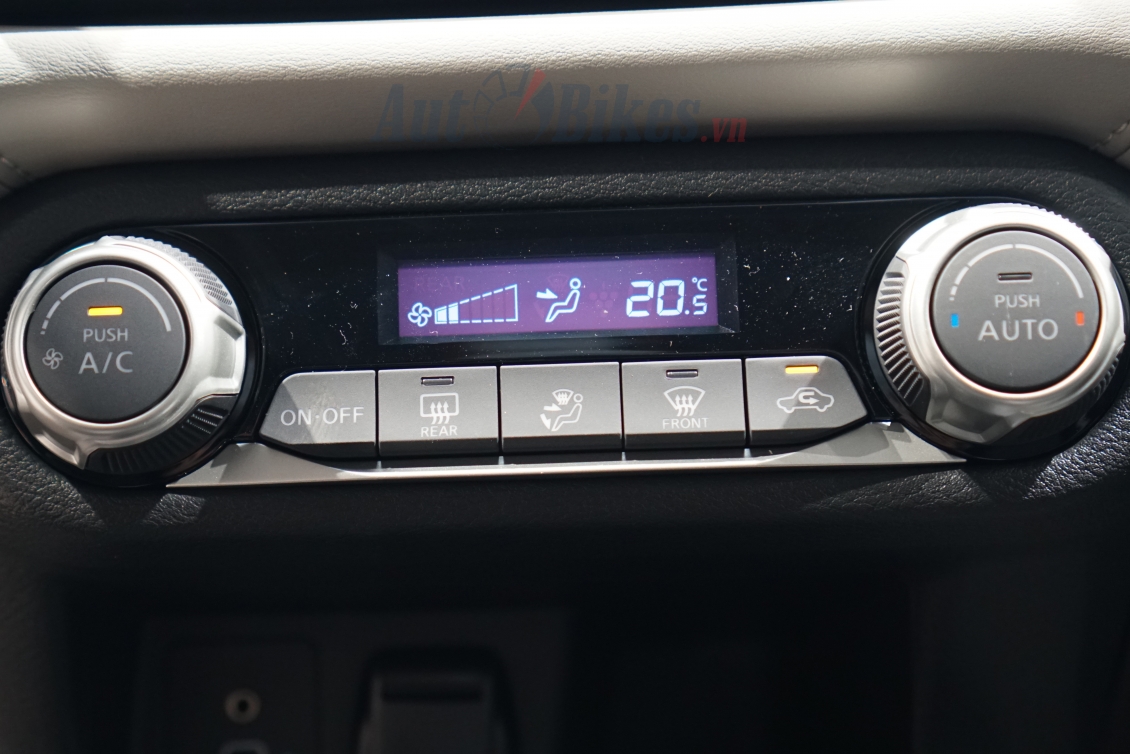 AutoBikes.vn
20.5 °C
PUSH
A/C
PUSH
AUTO
ON·OFF
REAR
FRONT